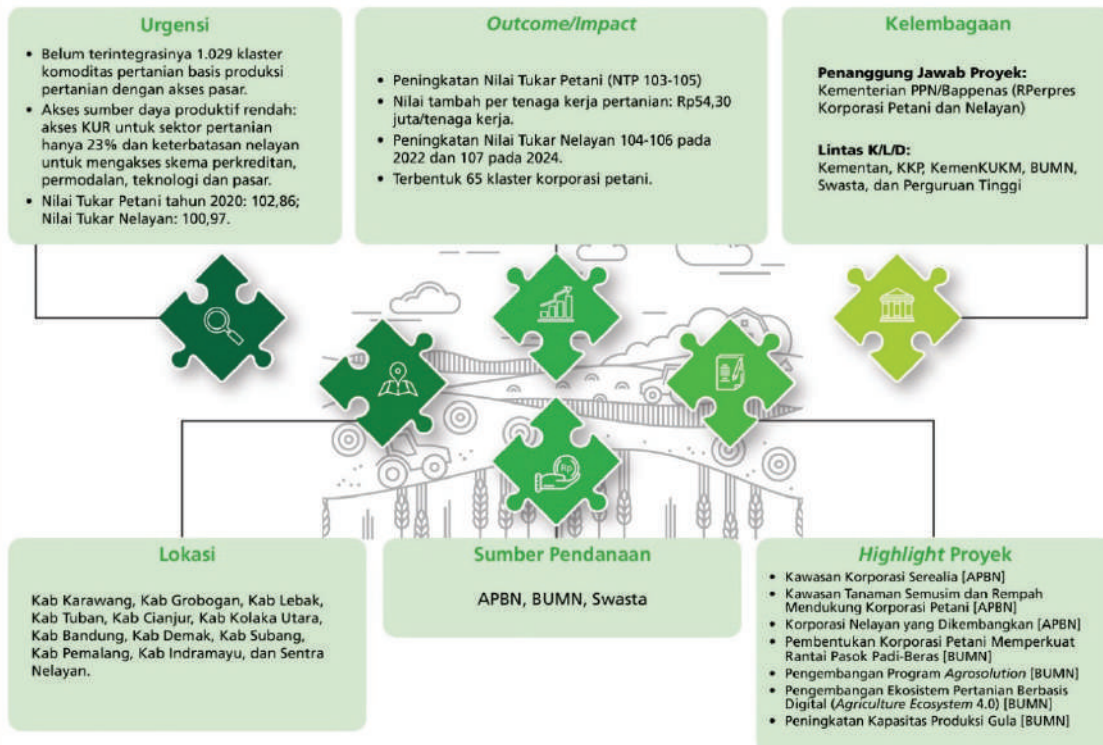 Urgensi
• Belum terintegrasinya 1.029 klaster
komoditas pertanian basis produksi
pertanian dengan akses pasar.
• Akses sumber daya produktif rendah:
akses KUR untuk sektor pertanian
hanya 23% dan keterbatasan nelayan
untuk mengakses skema perkreditan,
permodalan, teknologi dan pasar.
• Nilai Tukar Petani tahun 2020: 102,86;
Nilai Tukar Nelayan: 100,97.
Outcome/Impact
• Peningkatan Nilai Tukar Petani (NTP 103-105)
• Nilai tambah per tenaga kerja pertanian: Rp54,30
juta/tenaga kerja.
• Peningkatan Nilai Tukar Nelayan 104-106 pada
2022 dan 107 pada 2024.
• Terbentuk 65 klaster korporasi petani.
Kelembagaan
Penanggung Jawab Proyek:
Kementerian PPN/Bappenas (RPerpres
Korporasi Petani dan Nelayan)
Lintas K/L/D:
Kementan, KKP, KemenKUKM, BUMN,
Swasta, dan Perguruan Tinggi
Rp
Lokasi
Kab Karawang, Kab Grobogan, Kab Lebak,
Kab Tuban, Kab Cianjur, Kab Kolaka Utara,
Kab Bandung, Kab Demak, Kab Subang,
Kab Pemalang, Kab Indramayu, dan Sentra
Nelayan.
Sumber Pendanaan
APBN, BUMN, Swasta
Highlight Proyek
• Kawasan Korporasi Serealia [APBN]
• Kawasan Tanaman Semusim dan Rempah
Mendukung Korporasi Petani [APBN]
• Korporasi Nelayan yang Dikembangkan [APBN]
• Pembentukan Korporasi Petani Memperkuat
Rantai Pasok Padi-Beras [BUMN]
• Pengembangan Program Agrosolution [BUMN]
• Pengembangan Ekosistem Pertanian Berbasis
Digital (Agriculture Ecosystem 4.0) [BUMN]
• Peningkatan Kapasitas Produksi Gula [BUMN]